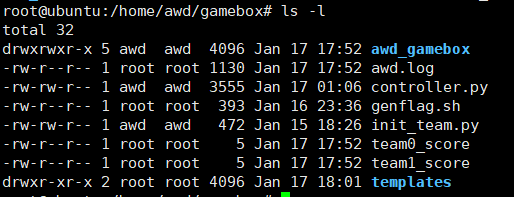 root@ubuntu:/home/awd/gamebox# ls -l
total 32
drwxrwxr-x 5 awd  awd  4096 Jan 17 17:52 awd_gamebox
-rw-r--r-- 1 root root 1130 Jan 17 17:52 awd.log
-rw-rw-r-- 1 awd  awd  3555 Jan 17 01:06 controller.py
-rw-r--r-- 1 root root  393 Jan 16 23:36 genflag.sh
-rw-rw-r-- 1 awd  awd   472 Jan 15 18:26 init_team.py
-rw-r--r-- 1 root root    5 Jan 17 17:52 team0_score
-rw-r--r-- 1 root root    5 Jan 17 17:52 team1_score
drwxr-xr-x 2 root root 4096 Jan 17 18:01 templates